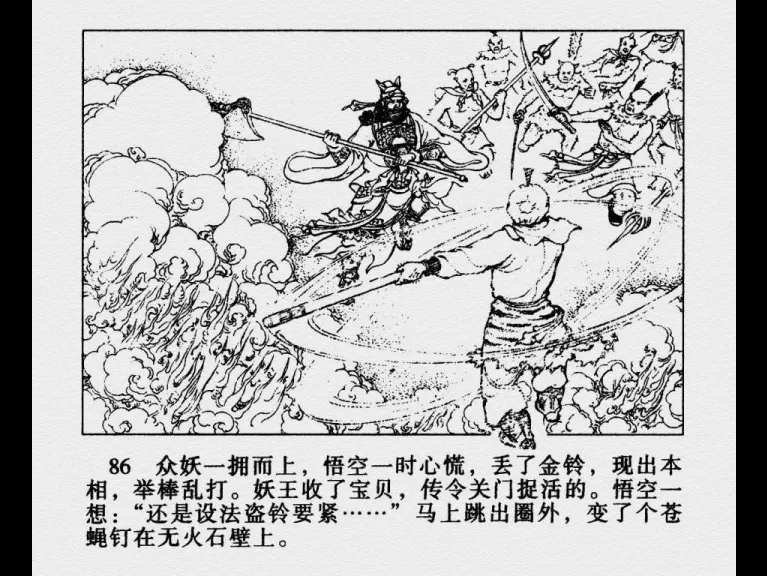 86 众妖一拥而上，悟空一时心慌，丢了金铃，现出本
相，举棒乱打。妖王收了宝贝，传令关门捉活的。悟空一
想：“还是设法盗铃要紧……” 马上跳出圈外，变了个苍
蝇钉在无火石壁上。